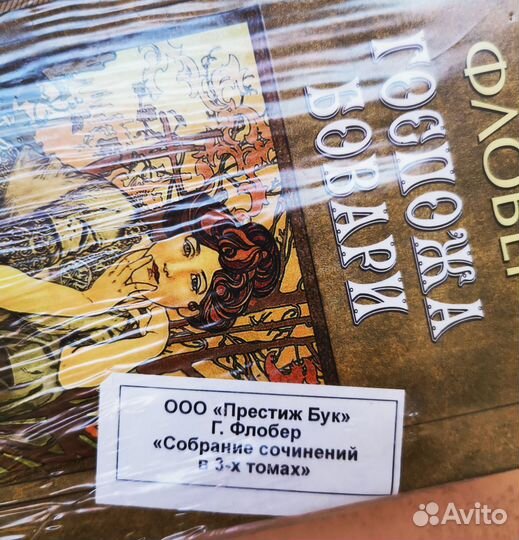 ФЛОБЕР
ГОСПОЖА
БОВАРИ
ООО «Престиж Бук»
Г. Флобер
«Собрание сочинений
в 3-х томах»
Avito